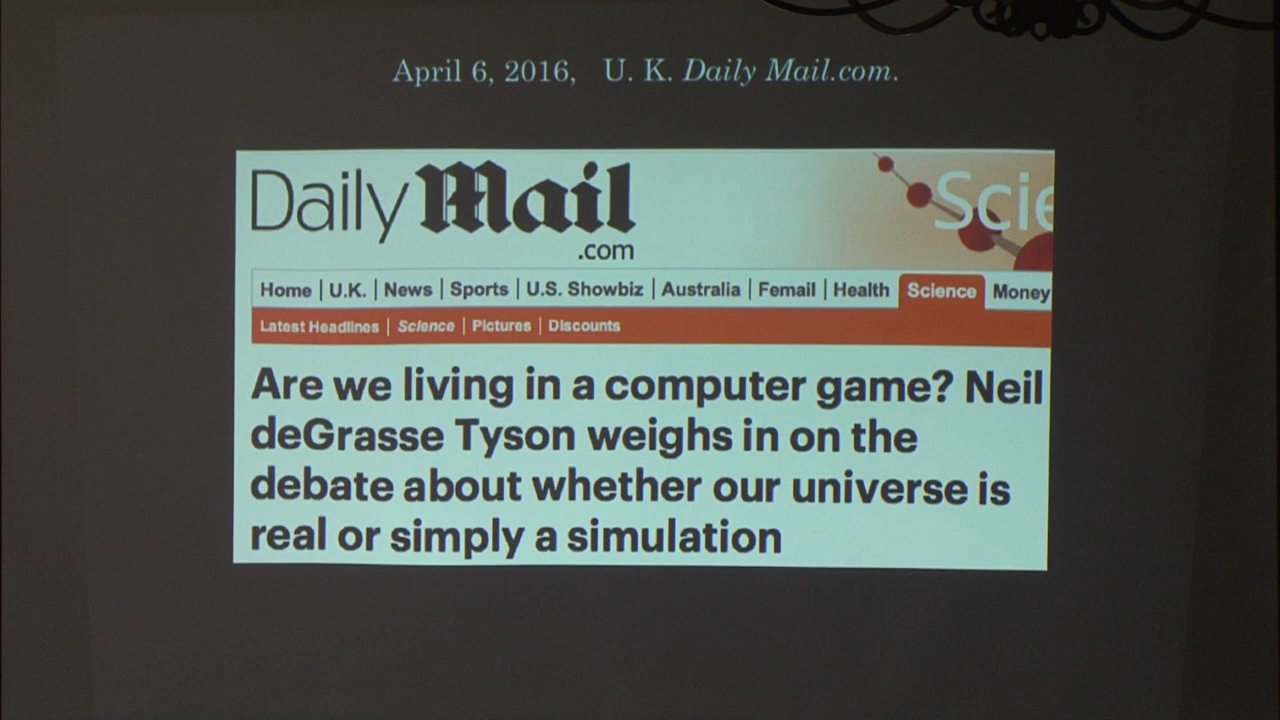 April 6, 2016, U. K. Daily Mail.com.
Daily Mail
.com
Scie
Home | U.K. | News | Sports | U.S. Showbiz | Australia | Femail | Health | Science | Money
Latest Headlines | Science | Pictures | Discounts
Are we living in a computer game? Neil
deGrasse Tyson weighs in on the
debate about whether our universe is
real or simply a simulation